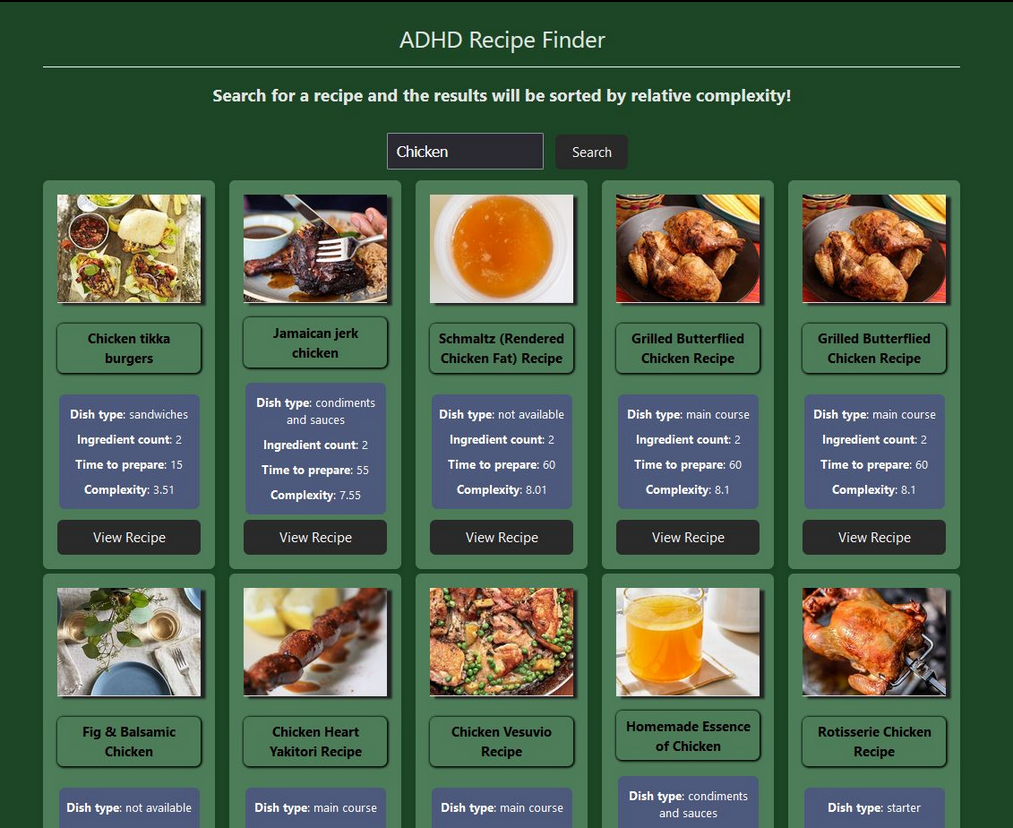 ADHD Recipe Finder
Search for a recipe and the results will be sorted by relative complexity!
Chicken
Search
Chicken tikka
burgers
Dish type: sandwiches
Ingredient count: 2
Time to prepare: 15
Complexity: 3.51
View Recipe
Jamaican jerk
chicken
Dish type: condiments
and sauces
Ingredient count: 2
Time to prepare: 55
Complexity: 7.55
View Recipe
Schmaltz (Rendered
Chicken Fat) Recipe
Dish type: not available
Ingredient count: 2
Time to prepare: 60
Complexity: 8.01
View Recipe
Grilled Butterflied
Chicken Recipe
Dish type: main course
Ingredient count: 2
Time to prepare: 60
Complexity: 8.1
View Recipe
Grilled Butterflied
Chicken Recipe
Dish type: main course
Ingredient count: 2
Time to prepare: 60
Complexity: 8.1
View Recipe
Fig & Balsamic
Chicken
Dish type: not available
Chicken Heart
Yakitori Recipe
Dish type: main course
Chicken Vesuvio
Recipe
Dish type: main course
Homemade Essence
of Chicken
Dish type: condiments
and sauces
Rotisserie Chicken
Recipe
Dish type: starter